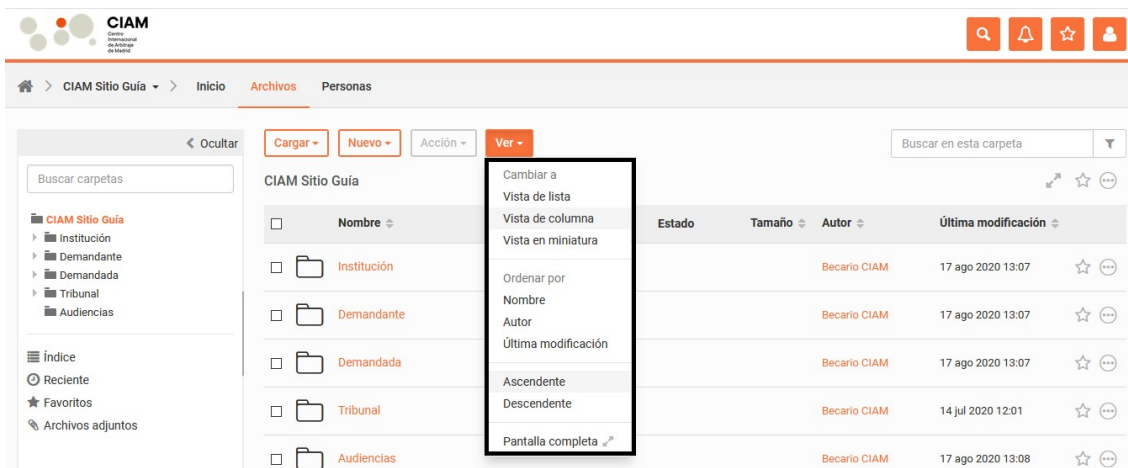 CIAM
Centro
Internacional
de Arbitraje
de Madrid
CIAM Sitio Guía
Inicio
Archivos
Personas
Ocultar
Buscar carpetas
CIAM Sitio Guía
Institución
Demandante
Demandada
Tribunal
Audiencias
Índice
Reciente
Favoritos
Archivos adjuntos
Cargar
Nuevo
Acción
Ver
Buscar en esta carpeta
CIAM Sitio Guía
Cambiar a
Vista de lista
Vista de columna
Vista en miniatura
Ordenar por
Nombre
Autor
Última modificación
Ascendente
Descendente
Pantalla completa
Nombre Estado Tamaño Autor Última modificación
Institución Becario CIAM 17 ago 2020 13:07
Demandante Becario CIAM 17 ago 2020 13:07
Demandada Becario CIAM 17 ago 2020 13:07
Tribunal Becario CIAM 14 jul 2020 12:01
Audiencias Becario CIAM 17 ago 2020 13:08